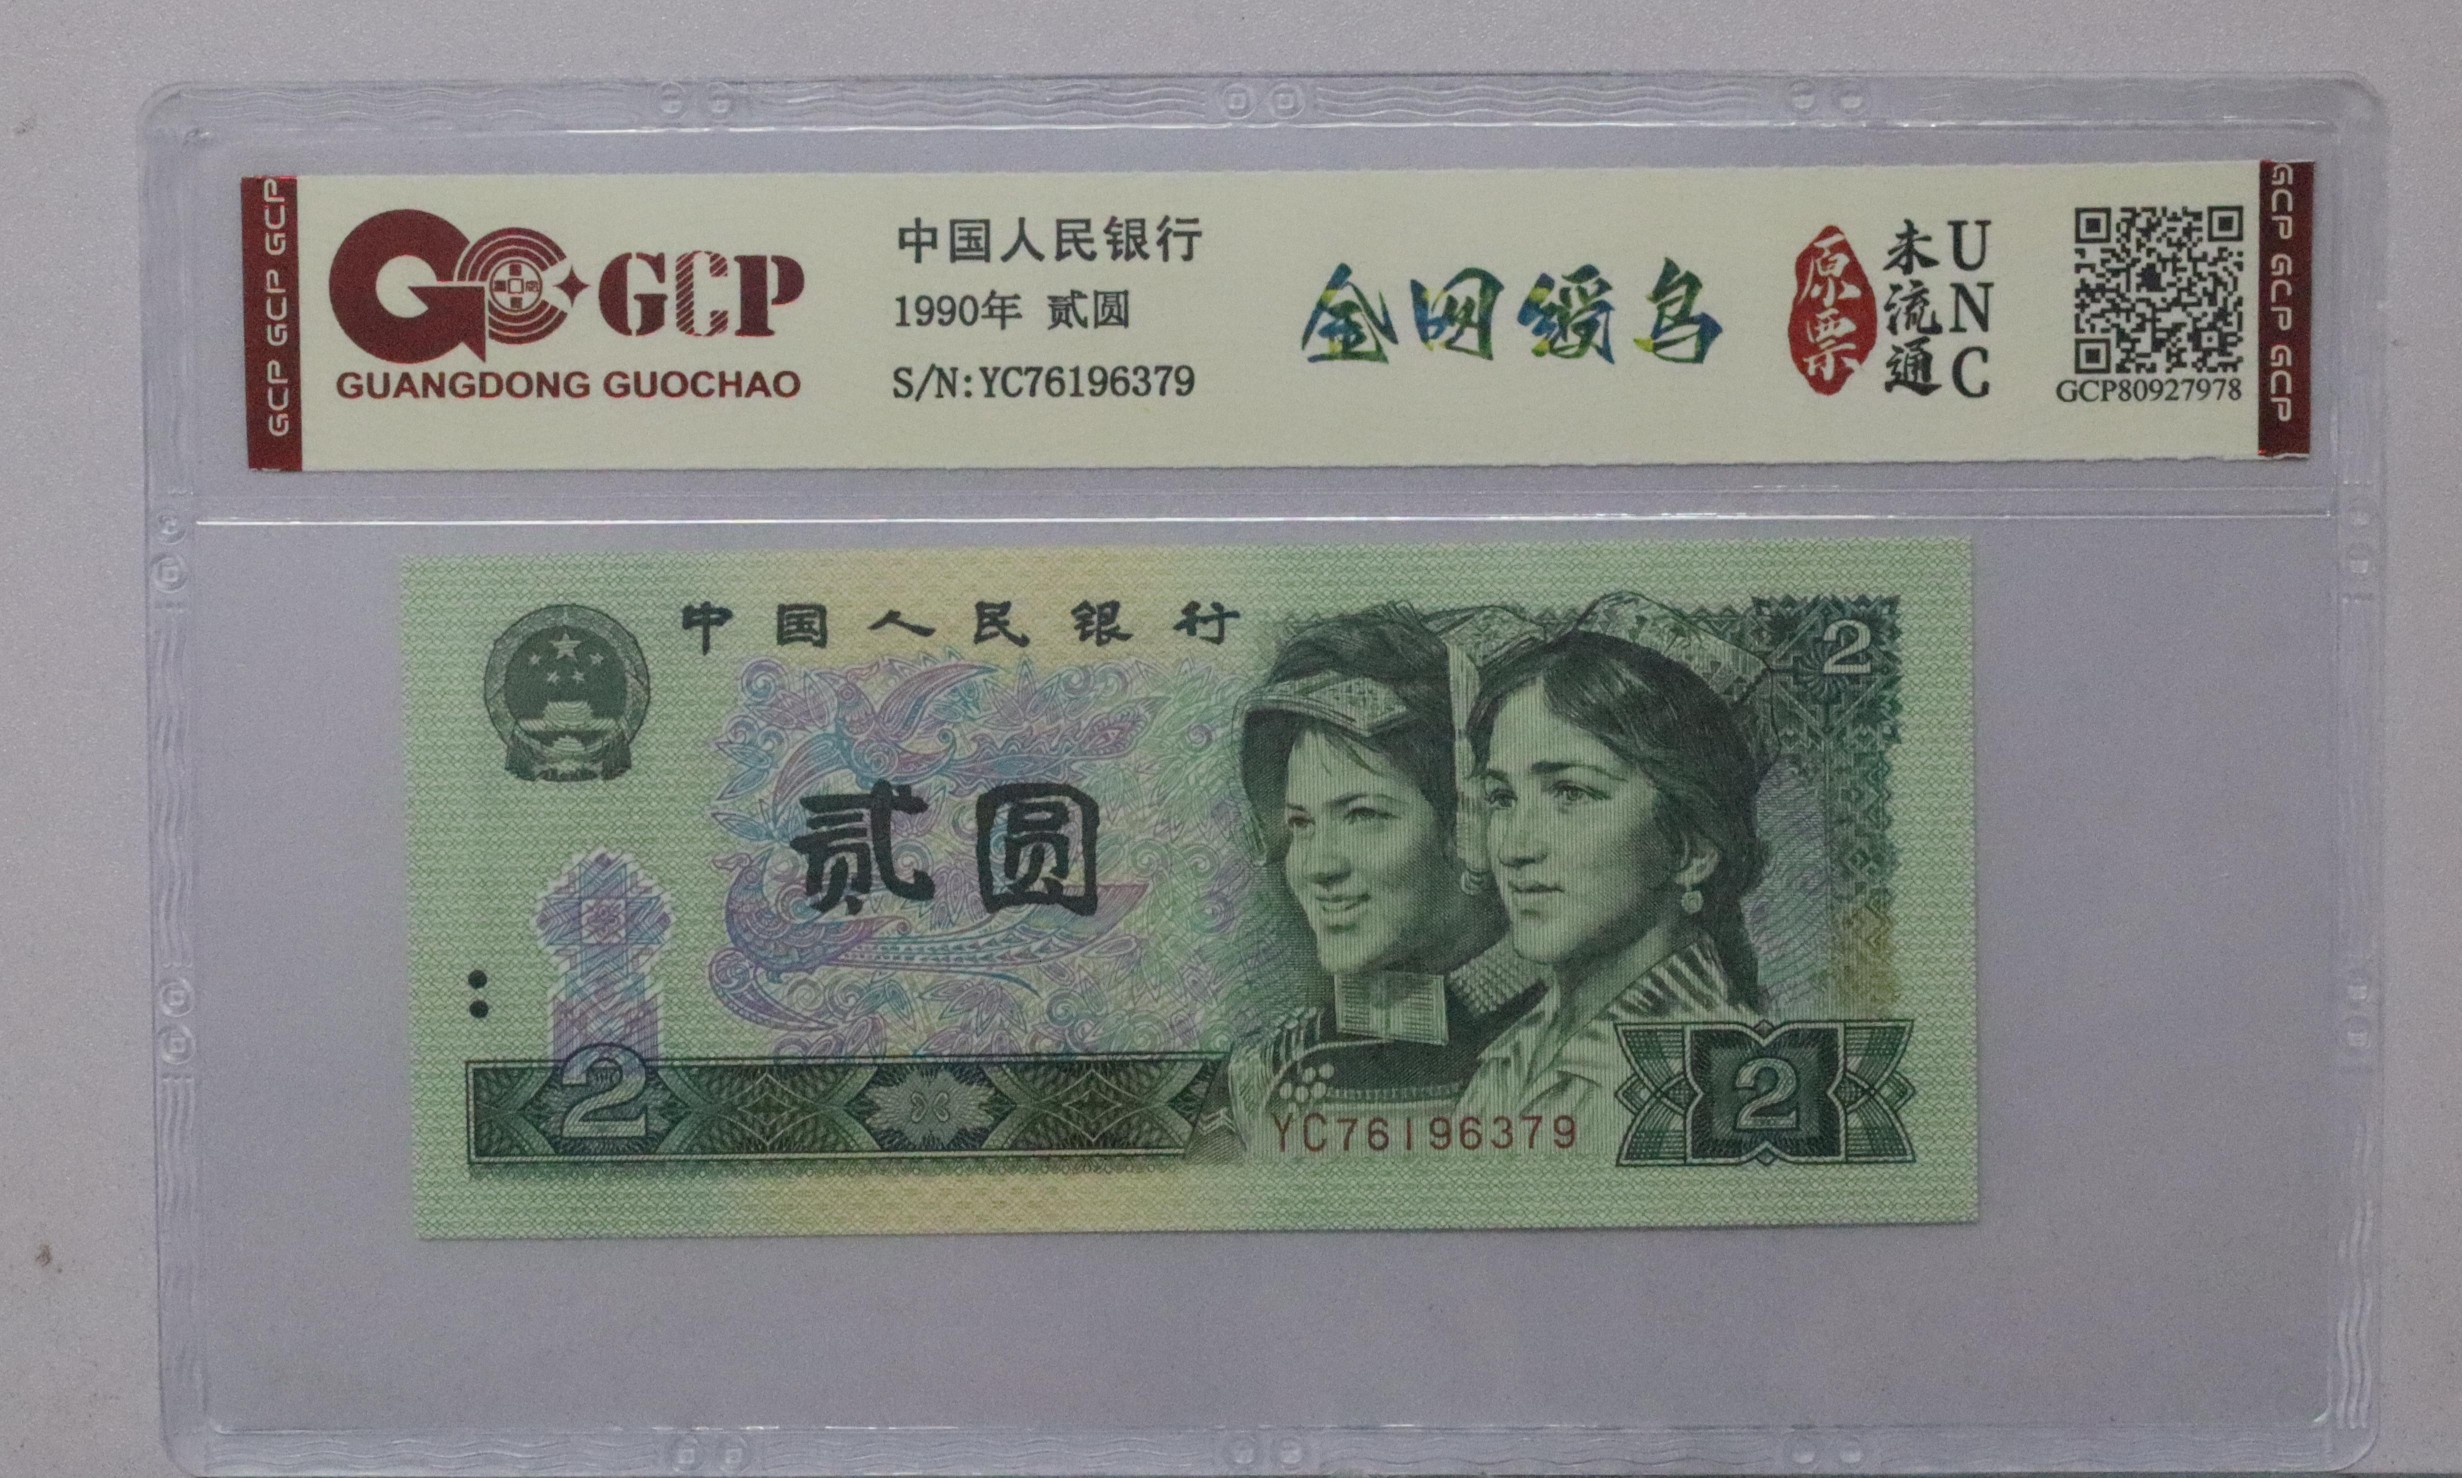 GCP GCP GCP
GCP
GUANGDONG GUOCHAO
中国人民银行
1990年 贰圆
S/N:YC76196379
金网绶鸟
原票
未流通
UNC
GCP80927978
GCP GCP GCP
中国人民银行
2
贰圆
2
YC76196379
2